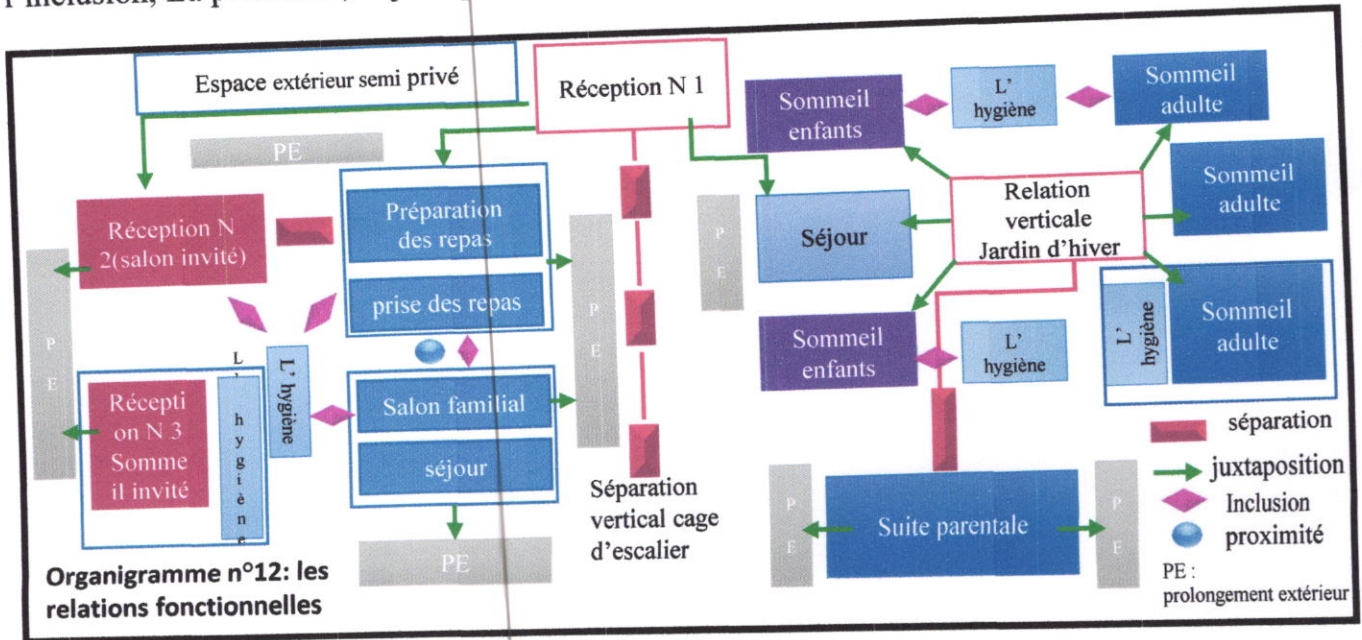 l'inclusion, La
Espace extérieur semi privé
Réception N 1
PE
Réception N
2(salon invité)
Préparation
des repas
prise des repas
P
E
P
E
L'
hygiène
L' hygiène
Récepti
on N 3
Somme
il invité
Salon familial
séjour
PE
Séparation
vertical cage
d'escalier
Organigramme n°12: les
relations fonctionnelles
Sommeil
enfants
L'
hygiène
Sommeil
adulte
P
E
Séjour
Relation
verticale
Jardin d'hiver
Sommeil
adulte
Sommeil
enfants
L'
hygiène
L'
hygiène
Sommeil
adulte
P
E
Suite parentale
P
E
séparation
juxtaposition
Inclusion
proximité
PE :
prolongement extérieur